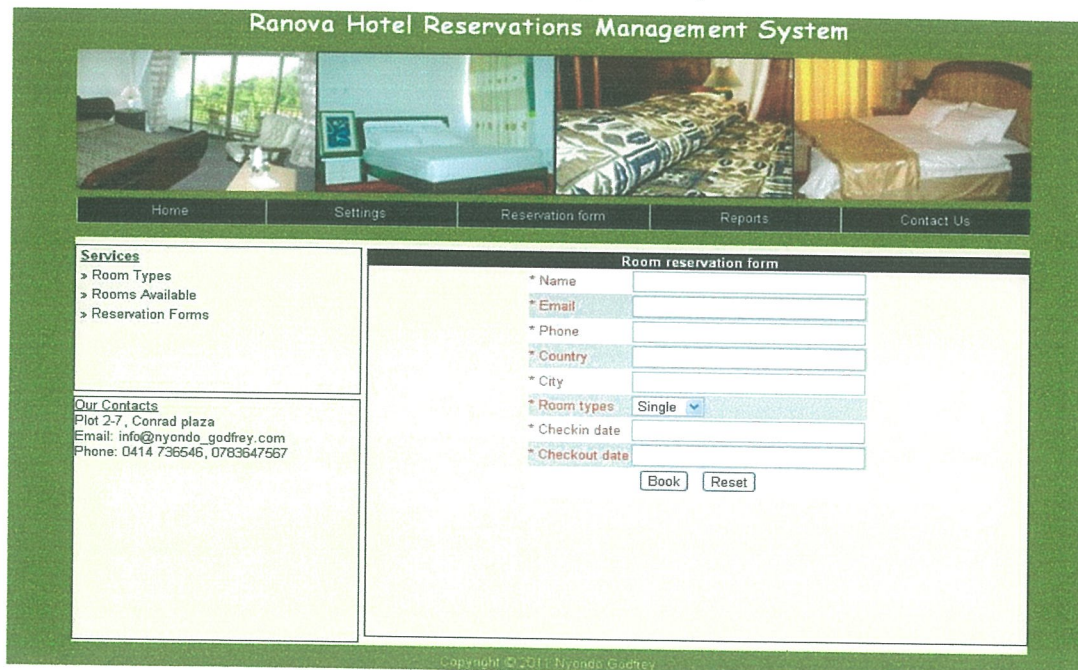 Ranova Hotel Reservations Management System
Home Settings Reservation form Reports Contact Us
Services
» Room Types
» Rooms Available
» Reservation Forms
Our Contacts
Plot 2-7, Conrad plaza
Email: info@nyondo_godfrey.com
Phone: 0414 736546, 0783647567
Room reservation form
* Name
* Email
* Phone
* Country
* City
* Room types Single
* Checkin date
* Checkout date
Book Reset
Copyright © 2011 Nyondo Godfrey